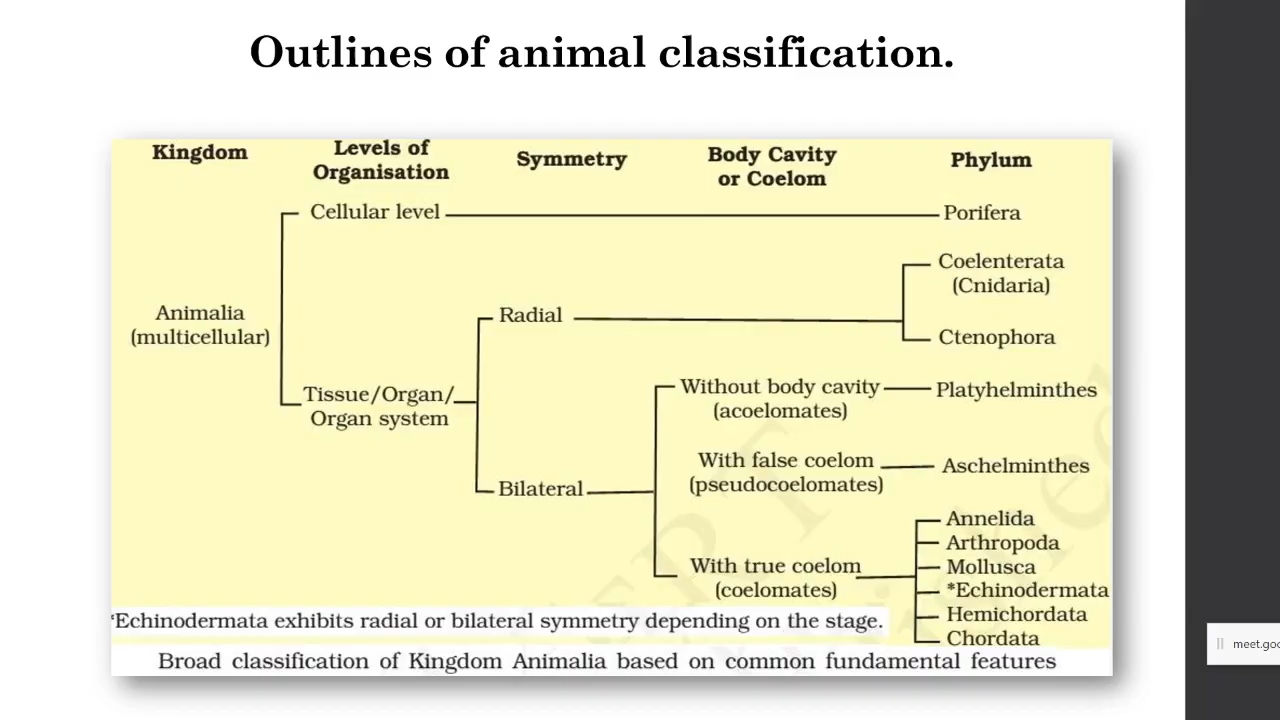 Outlines of animal classification.
Kingdom
Levels of
Organisation
Symmetry
Body Cavity
or Coelom
Phylum
Cellular level
Porifera
Animalia
(multicellular)
Tissue/Organ/
Organ system
Radial
Coelenterata
(Cnidaria)
Ctenophora
Bilateral
Without body cavity
(acoelomates)
Platyhelminthes
With false coelom
(pseudocoelomates)
Aschelminthes
With true coelom
(coelomates)
Annelida
Arthropoda
Mollusca
*Echinodermata
Hemichordata
Chordata
*Echinodermata exhibits radial or bilateral symmetry depending on the stage.
Broad classification of Kingdom Animalia based on common fundamental features
meet.goo